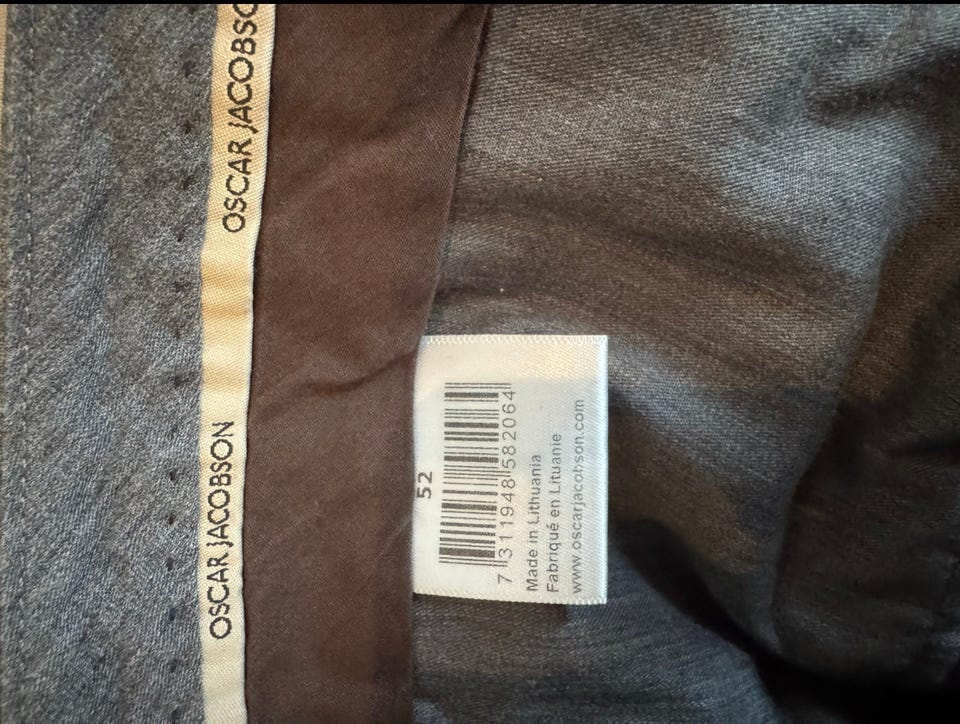 OSCAR JACOBSON
OSCAR JACOBSO
52
7 311948 582064
Made in Lithuania
Fabriqué en Lituanie
www.oscarjacobson.com